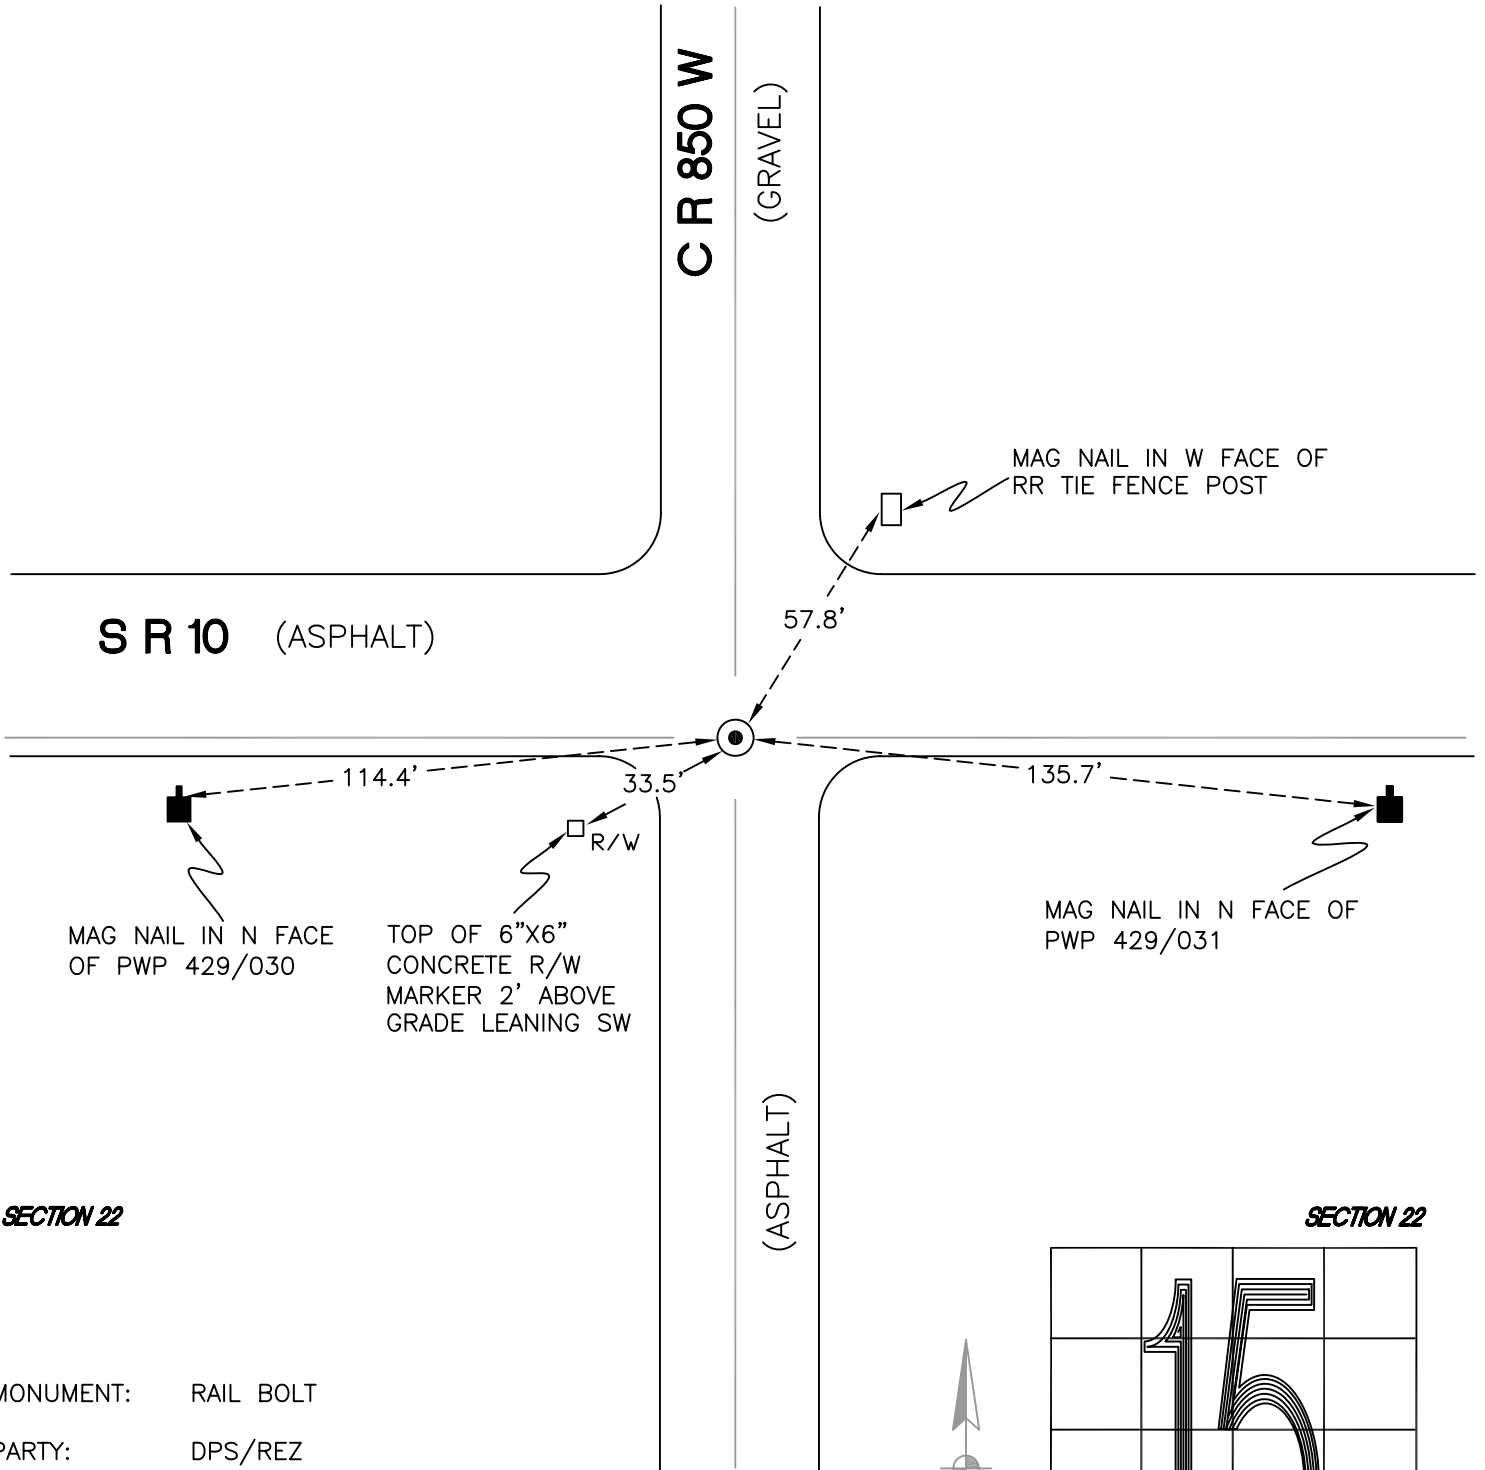 C R 850 W
(GRAVEL)
MAG NAIL IN W FACE OF
RR TIE FENCE POST
57.8'
S R 10 (ASPHALT)
114.4'
33.5'
135.7'
R/W
MAG NAIL IN N FACE
OF PWP 429/030
TOP OF 6"X6"
CONCRETE R/W
MARKER 2' ABOVE
GRADE LEANING SW
MAG NAIL IN N FACE OF
PWP 429/031
(ASPHALT)
SECTION 22
SECTION 22
15
MONUMENT: RAIL BOLT
PARTY: DPS/REZ